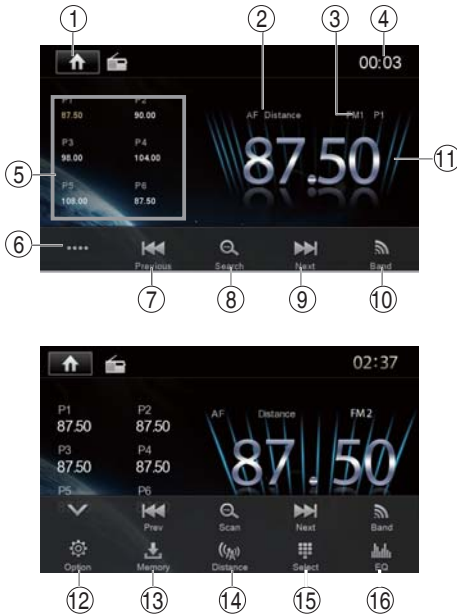 ① ② ③ ④
00:03
P1 P2
87.50 90.00
AF Distance FM1 P1
P3 P4
98.00 104.00
87.50
⑪
⑤
P5 P6
108.00 87.50
⑥
Previous Search Next Band
⑦ ⑧ ⑨ ⑩
02:37
P1 P2
87.50 87.50
AF Distance FM2
P3 P4
87.50 87.50
87.50
P5 P6
Prev Scan Next Band
Option Memory Distance Select EQ
⑫ ⑬ ⑭ ⑮ ⑯